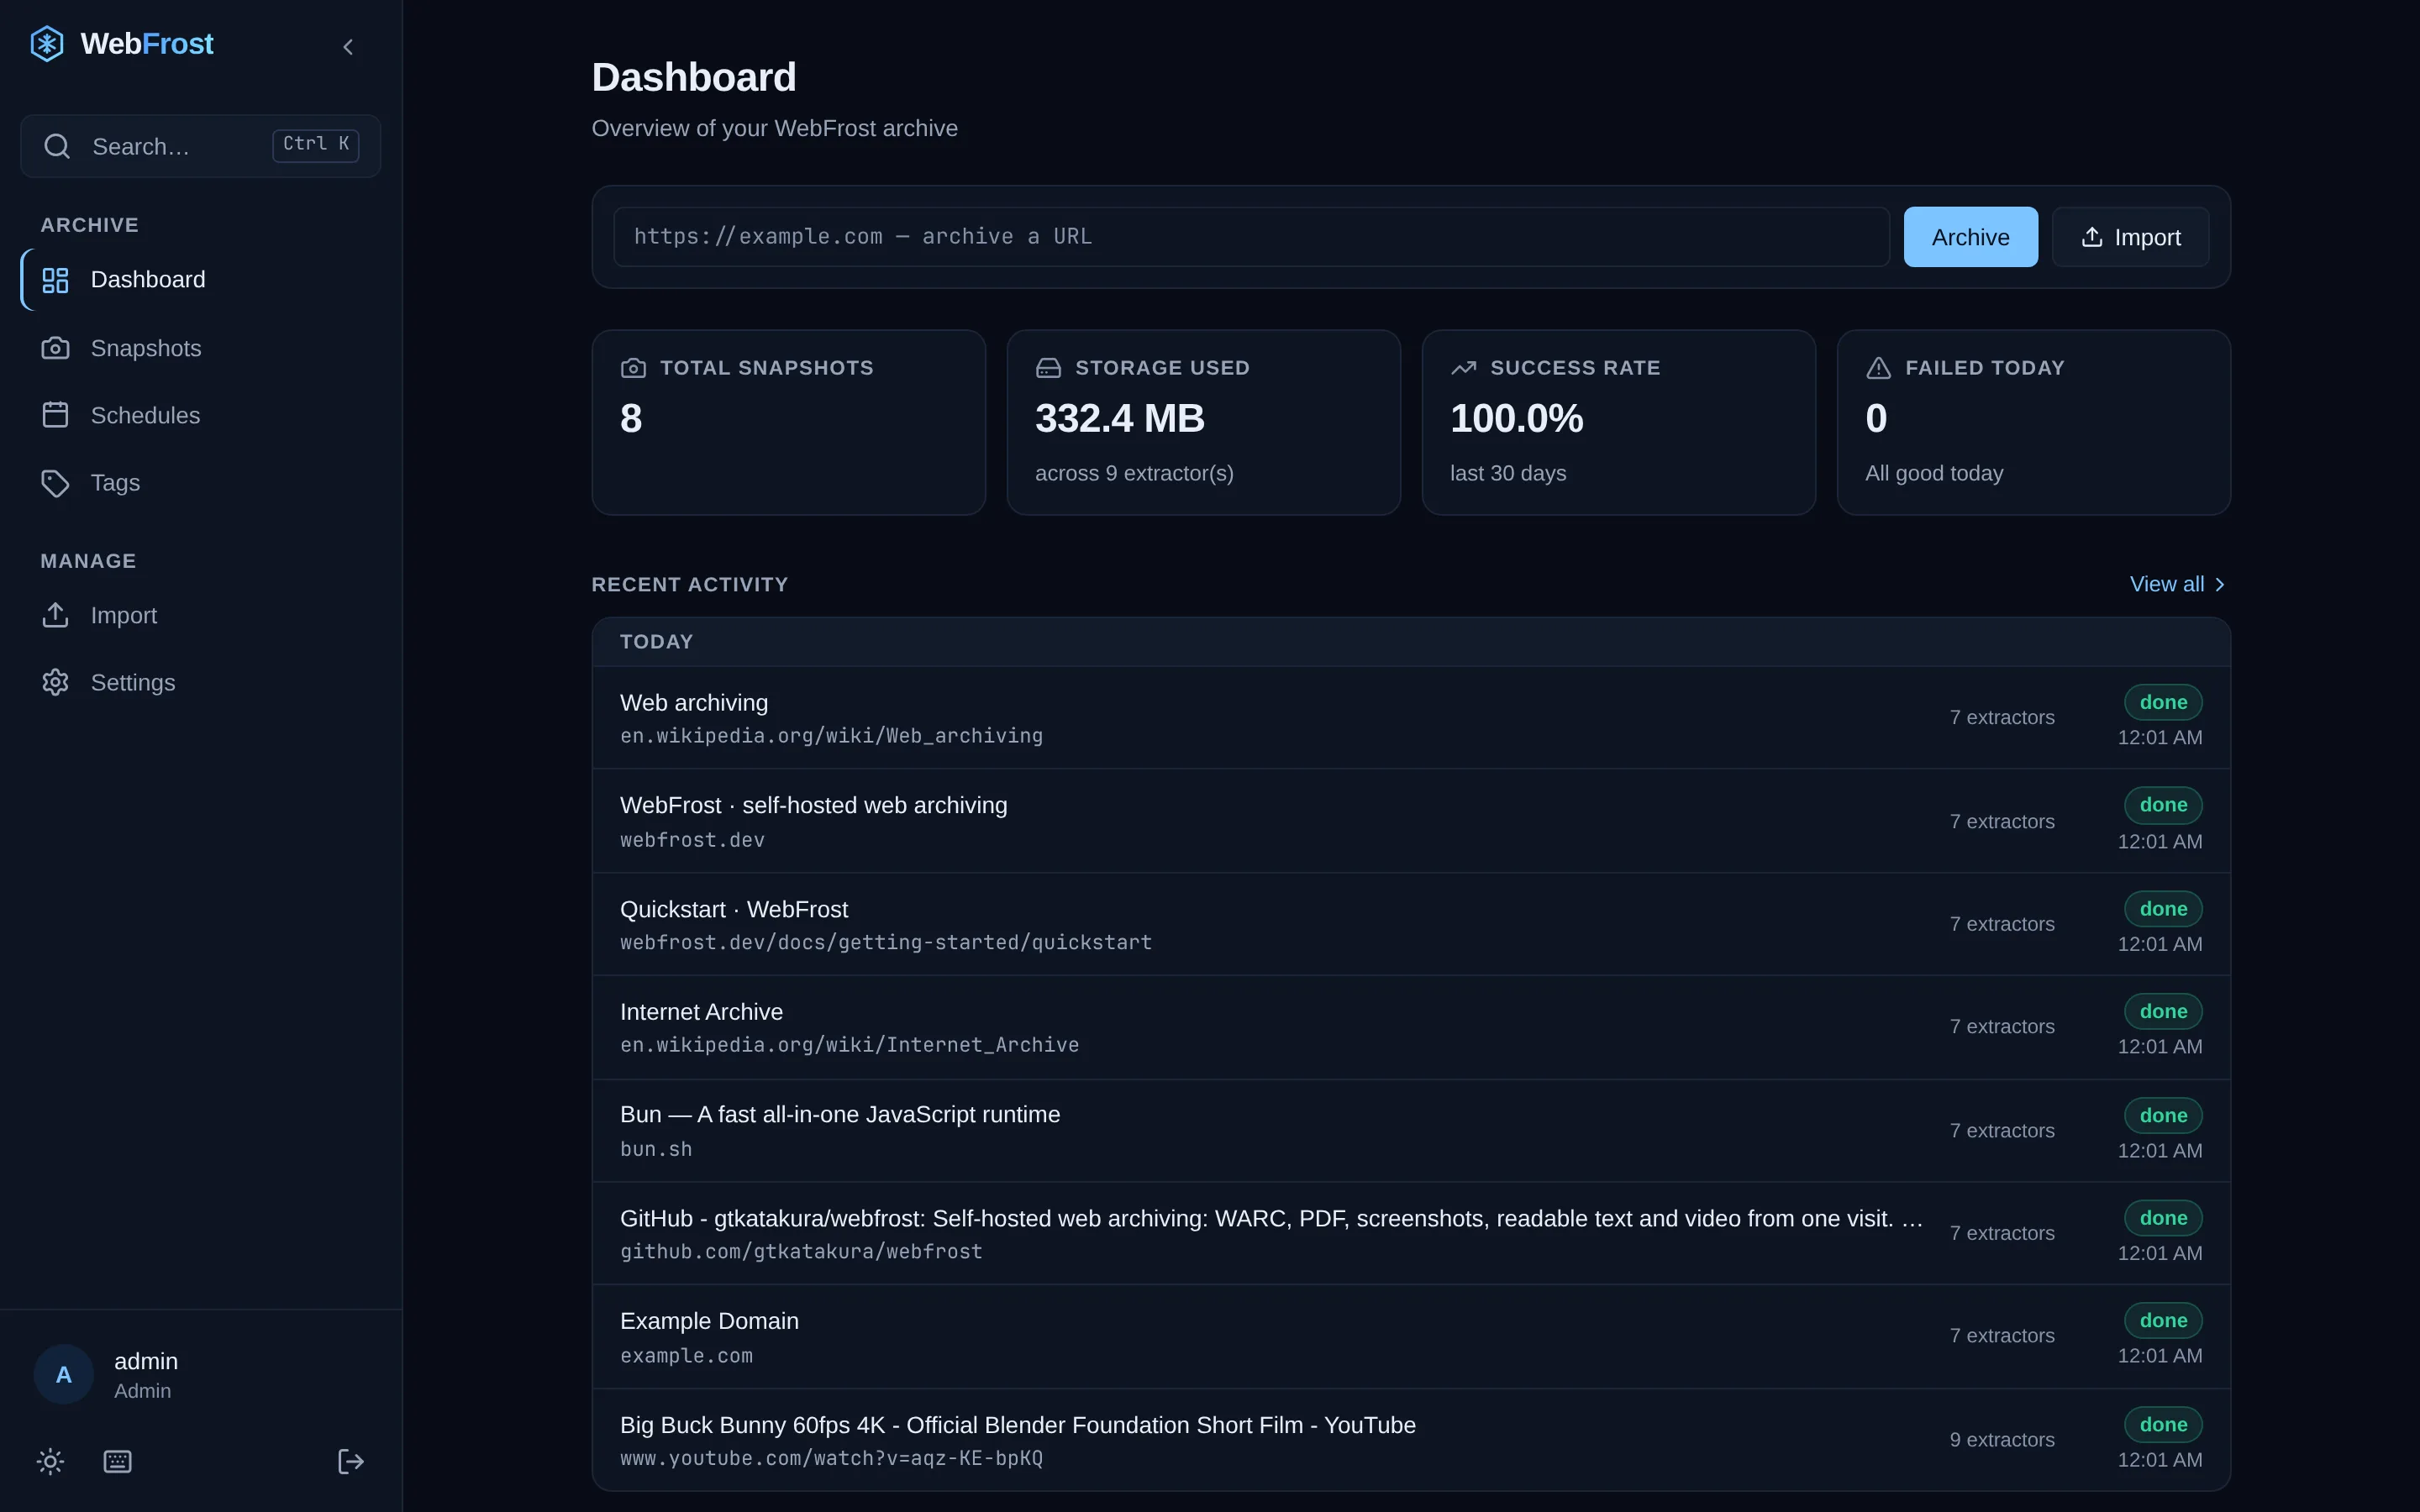 WebFrost
Search…
Ctrl K
ARCHIVE
Dashboard
Snapshots
Schedules
Tags
MANAGE
Import
Settings
A
admin
Admin
Dashboard
Overview of your WebFrost archive
https://example.com — archive a URL
Archive
Import
TOTAL SNAPSHOTS
8
STORAGE USED
332.4 MB
across 9 extractor(s)
SUCCESS RATE
100.0%
last 30 days
FAILED TODAY
0
All good today
RECENT ACTIVITY
View all
TODAY
Web archiving
en.wikipedia.org/wiki/Web_archiving
7 extractors
done
12:01 AM
WebFrost · self-hosted web archiving
webfrost.dev
7 extractors
done
12:01 AM
Quickstart · WebFrost
webfrost.dev/docs/getting-started/quickstart
7 extractors
done
12:01 AM
Internet Archive
en.wikipedia.org/wiki/Internet_Archive
7 extractors
done
12:01 AM
Bun — A fast all-in-one JavaScript runtime
bun.sh
7 extractors
done
12:01 AM
GitHub - gtkatakura/webfrost: Self-hosted web archiving: WARC, PDF, screenshots, readable text and video from one visit. …
github.com/gtkatakura/webfrost
7 extractors
done
12:01 AM
Example Domain
example.com
7 extractors
done
12:01 AM
Big Buck Bunny 60fps 4K - Official Blender Foundation Short Film - YouTube
www.youtube.com/watch?v=aqz-KE-bpKQ
9 extractors
done
12:01 AM